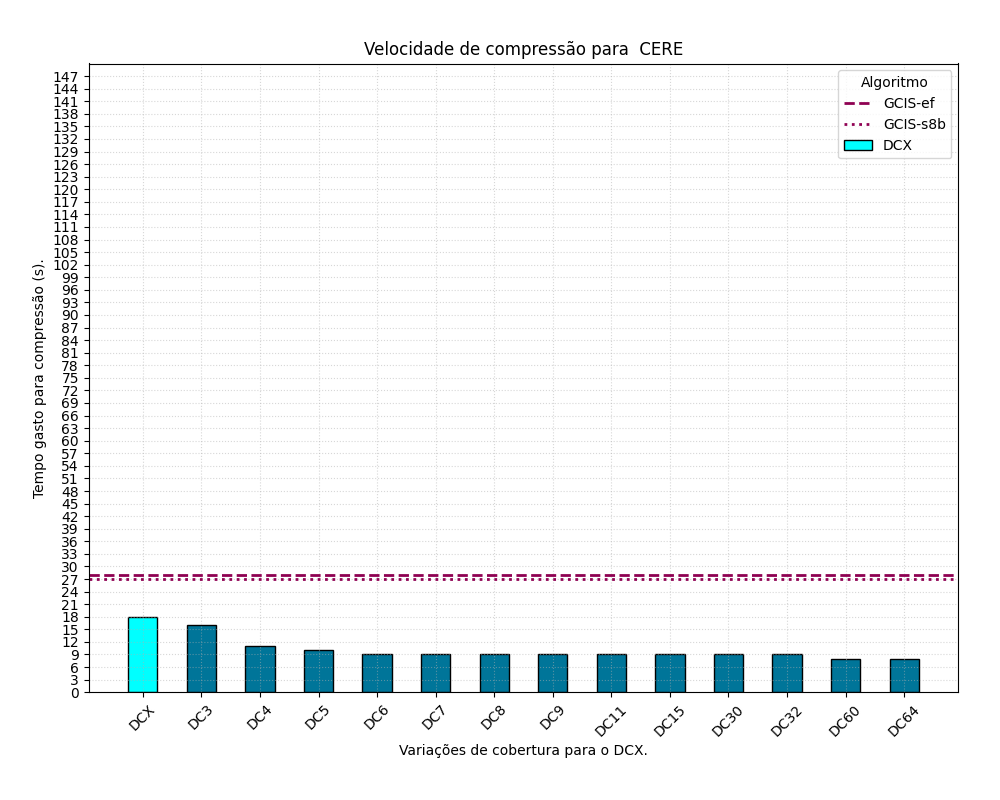 Velocidade de compressão para  CERE
Tempo gasto para compressão (s).
147
144
141
138
135
132
129
126
123
120
117
114
111
108
105
102
99
96
93
90
87
84
81
78
75
72
69
66
63
60
57
54
51
48
45
42
39
36
33
30
27
24
21
18
15
12
9
6
3
0
Algoritmo
GCIS-ef
GCIS-s8b
DCX
DCX
DC3
DC4
DC5
DC6
DC7
DC8
DC9
DC11
DC15
DC30
DC32
DC60
DC64
Variações de cobertura para o DCX.